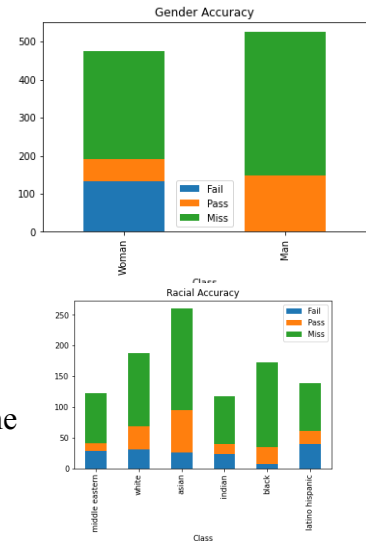 Gender Accuracy
500
400
300
200
100
0
Fail
Pass
Miss
Woman
Man
Class
Racial Accuracy
250
200
150
100
50
0
Fail
Pass
Miss
ne
middle eastern
white
asian
indian
black
latino hispanic
Class